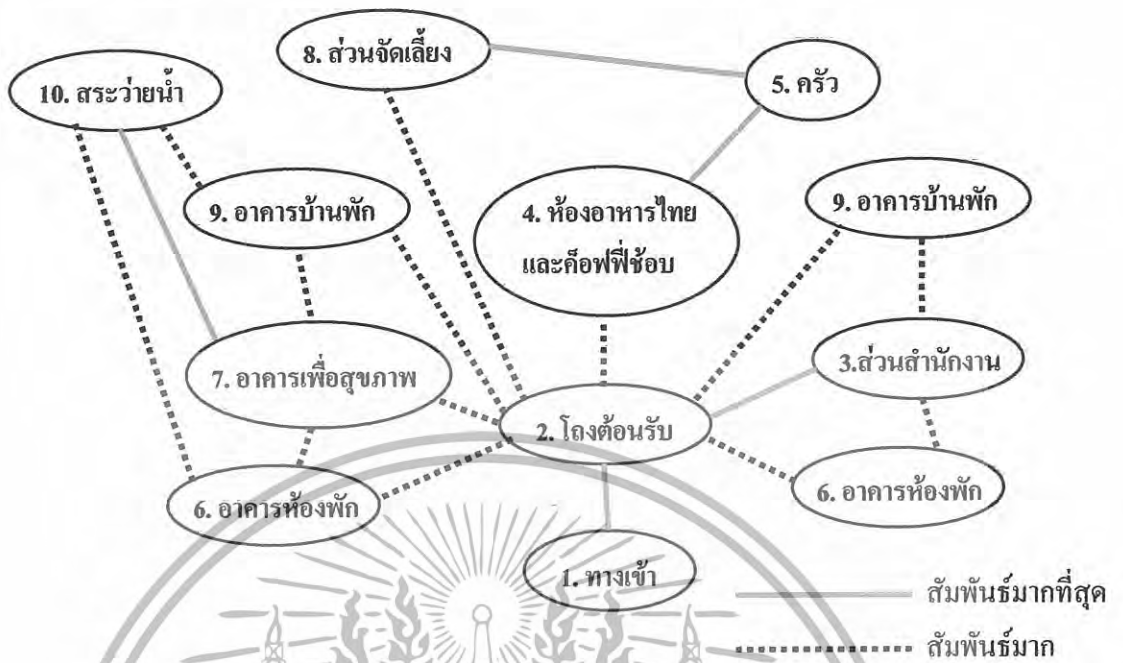 8. ส่วนจัดเลี้ยง
5. ครัว
10. สระว่ายน้ำ
9. อาคารบ้านพัก
4. ห้องอาหารไทย
และค็อฟฟี่ช้อบ
9. อาคารบ้านพัก
7. อาคารเพื่อสุขภาพ
3.ส่วนสำนักงาน
2. โถงต้อนรับ
6. อาคารห้องพัก
6. อาคารห้องพัก
1. ทางเข้า
สัมพันธ์มากที่สุด
สัมพันธ์มาก